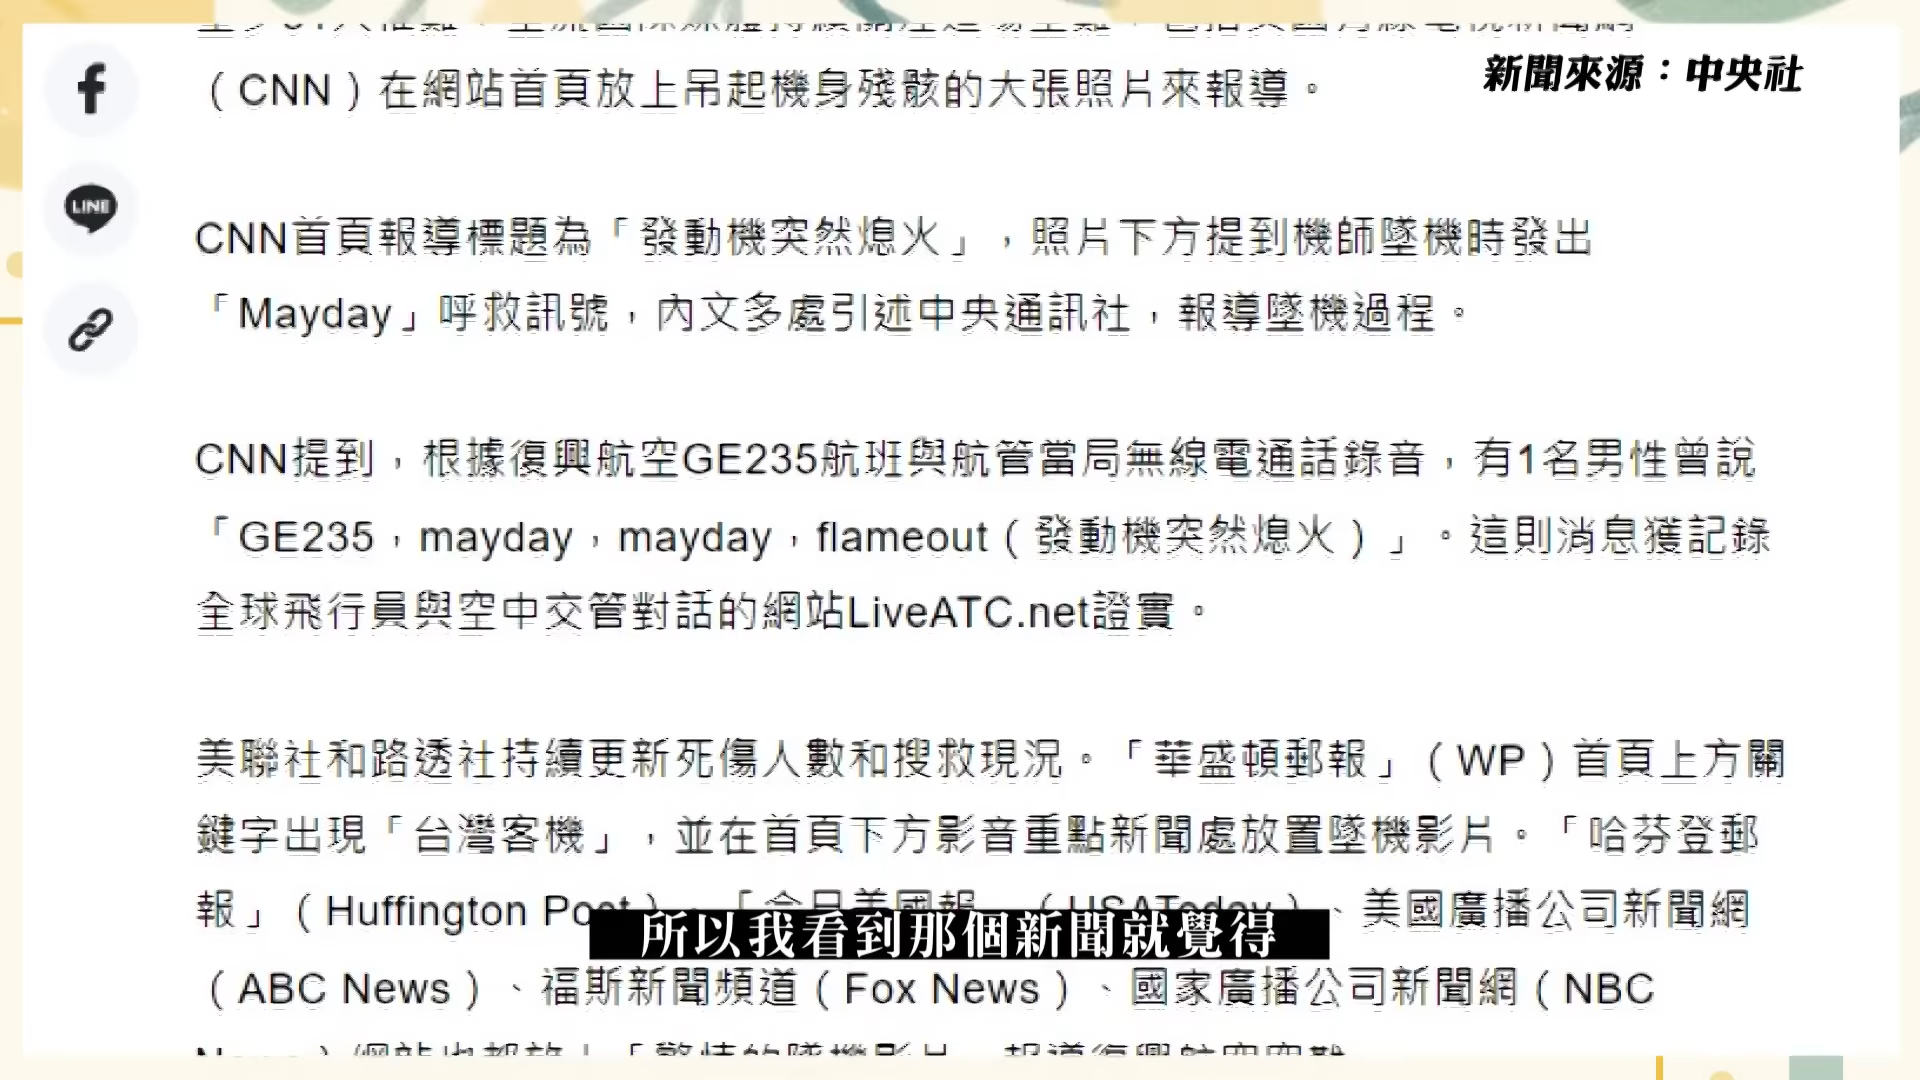 （CNN）在網站首頁放上吊起機身殘骸的大張照片來報導。
新聞來源：中央社
LINE
CNN首頁報導標題為「發動機突然熄火」，照片下方提到機師墜機時發出
「Mayday」呼救訊號，內文多處引述中央通訊社，報導墜機過程。
CNN提到，根據復興航空GE235航班與航管當局無線電通話錄音，有1名男性曾說
「GE235，mayday，mayday，flameout（發動機突然熄火）」。這則消息獲記錄
全球飛行員與空中交管對話的網站LiveATC.net證實。
美聯社和路透社持續更新死傷人數和搜救現況。「華盛頓郵報」（WP）首頁上方關
鍵字出現「台灣客機」，並在首頁下方影音重點新聞處放置墜機影片。「哈芬登郵
報」（Huffington Post）、「今日美國報」（USAToday）、美國廣播公司新聞網
所以我看到那個新聞就覺得
（ABC News）、福斯新聞頻道（Fox News）、國家廣播公司新聞網（NBC